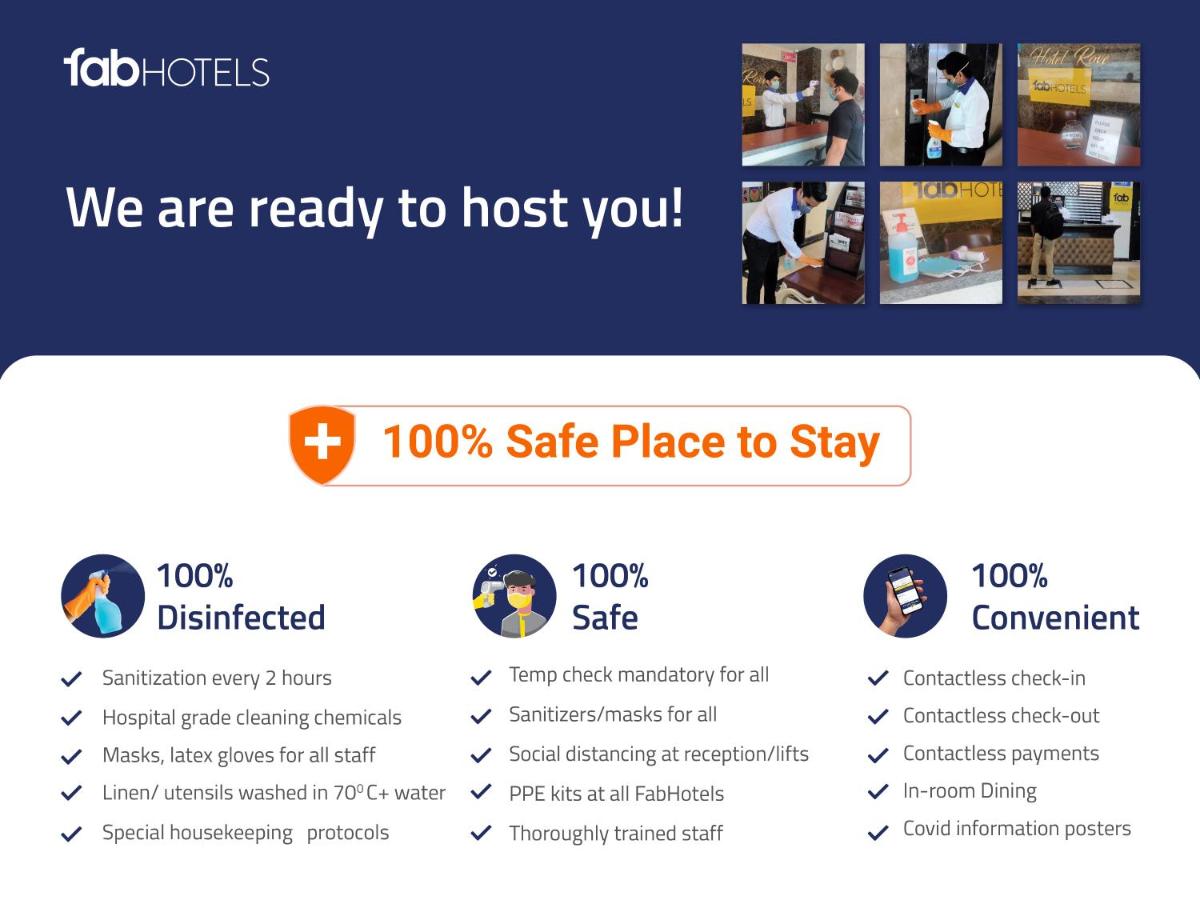 fabHOTELS
We are ready to host you!
Hotel Rove
fabHOTELS
PLEASE
fabHOTE
fab
100% Safe Place to Stay
100%
Disinfected
Sanitization every 2 hours
Hospital grade cleaning chemicals
Masks, latex gloves for all staff
Linen/ utensils washed in 70⁰ C+ water
Special housekeeping protocols
100%
Safe
Temp check mandatory for all
Sanitizers/masks for all
Social distancing at reception/lifts
PPE kits at all FabHotels
Thoroughly trained staff
100%
Convenient
Contactless check-in
Contactless check-out
Contactless payments
In-room Dining
Covid information posters